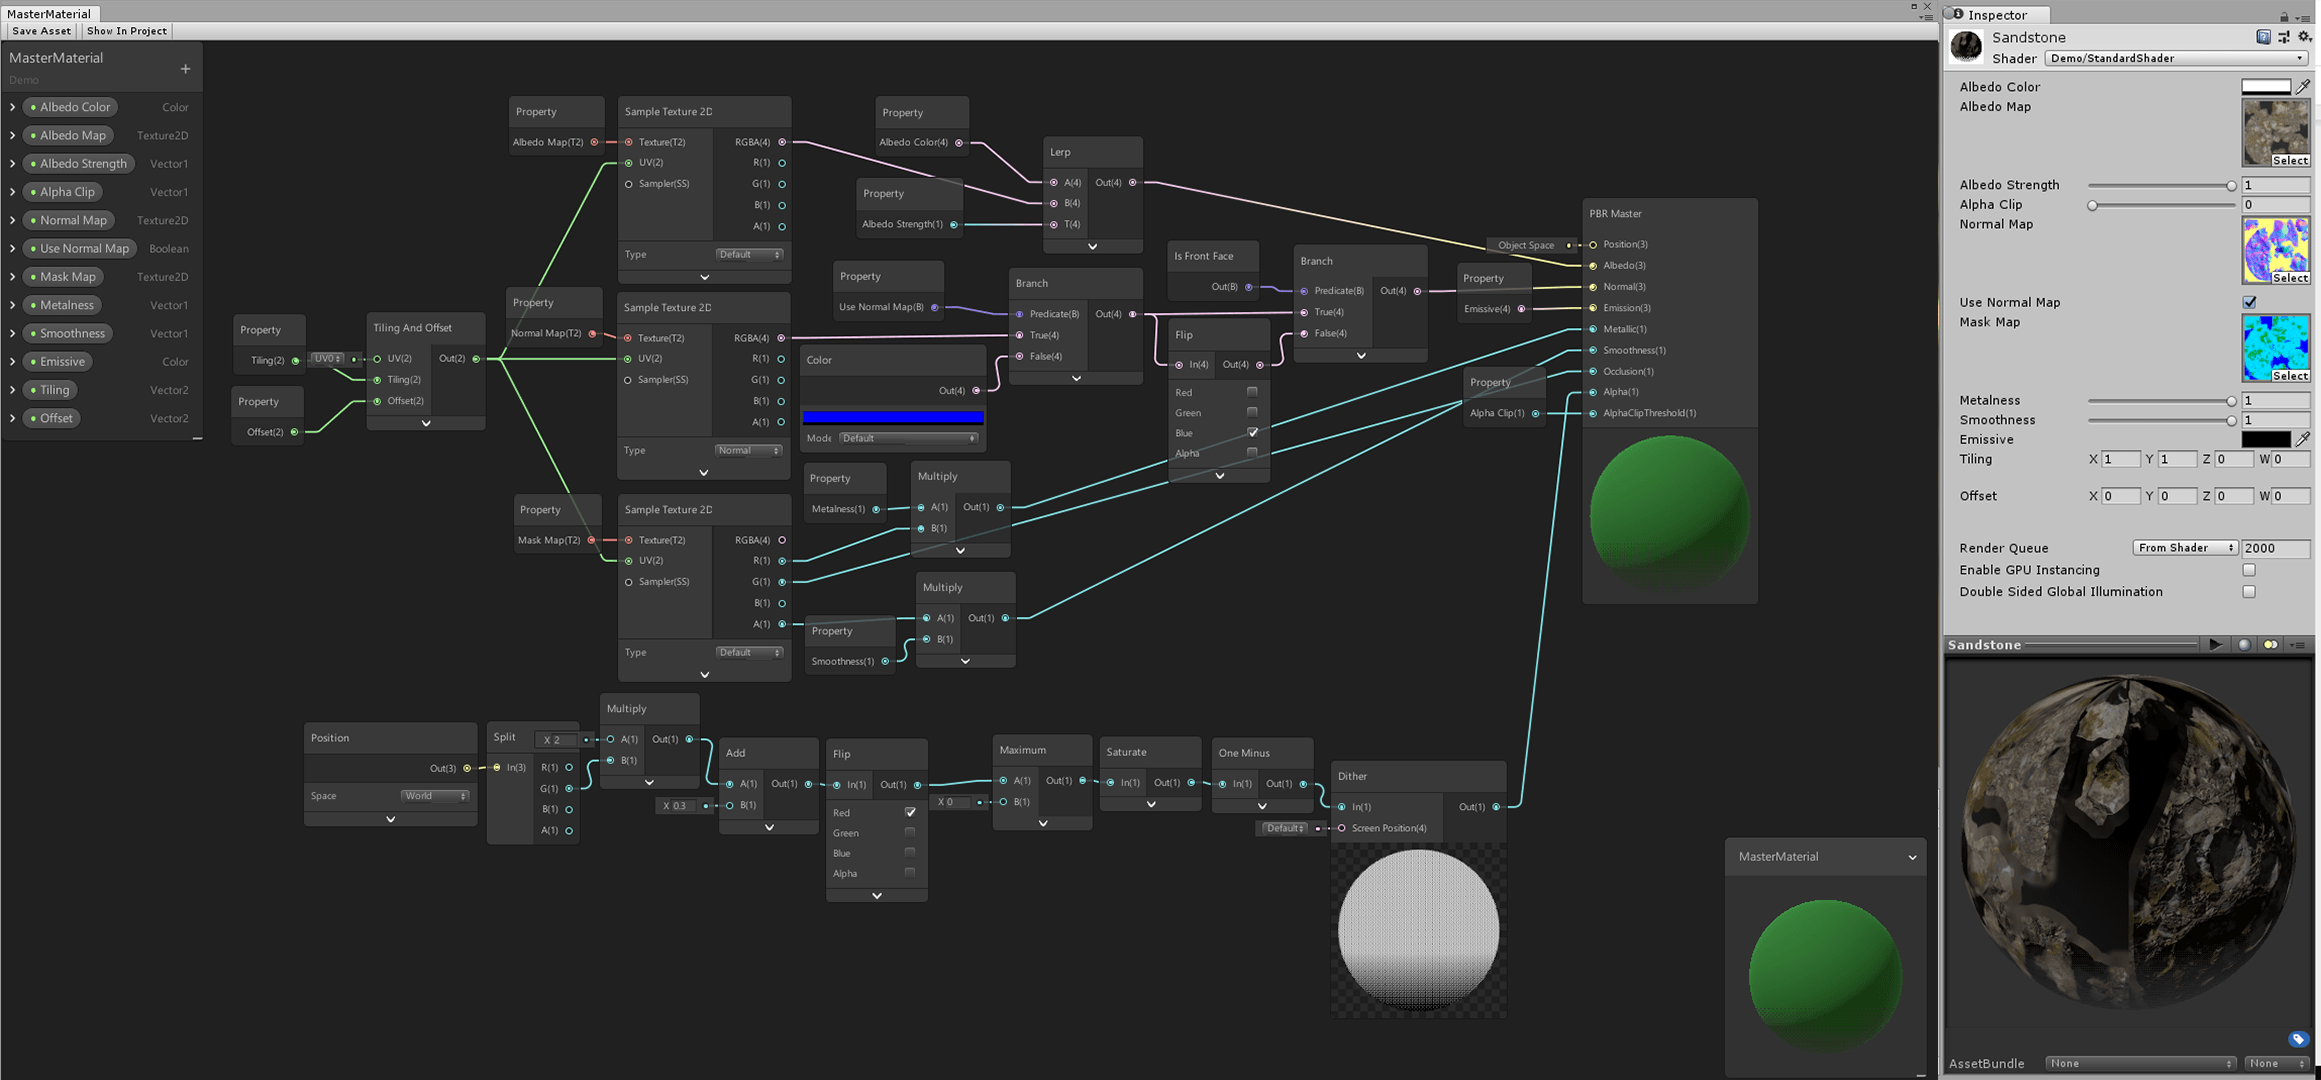 MasterMaterial
Save Asset
Show In Project
MasterMaterial
Demo
Albedo Color Color
Albedo Map Texture2D
Albedo Strength Vector1
Alpha Clip Vector1
Normal Map Texture2D
Use Normal Map Boolean
Mask Map Texture2D
Metalness Vector1
Smoothness Vector1
Emissive Color
Tiling Vector2
Offset Vector2
Property
Tiling(2)
Property
Offset(2)
UV0
Tiling And Offset
UV(2) Out(2)
Tiling(2)
Offset(2)
Property
Albedo Map(T2)
Sample Texture 2D
Texture(T2) RGBA(4)
UV(2) R(1)
Sampler(SS) G(1)
B(1)
A(1)
Type Default
Property
Normal Map(T2)
Sample Texture 2D
Texture(T2) RGBA(4)
UV(2) R(1)
Sampler(SS) G(1)
B(1)
A(1)
Type Normal
Property
Mask Map(T2)
Sample Texture 2D
Texture(T2) RGBA(4)
UV(2) R(1)
Sampler(SS) G(1)
B(1)
A(1)
Type Default
Property
Albedo Color(4)
Property
Albedo Strength(1)
Lerp
A(4) Out(4)
B(4)
T(4)
Property
Use Normal Map(B)
Color
Out(4)
Mode Default
Branch
Predicate(B) Out(4)
True(4)
False(4)
Is Front Face
Out(B)
Flip
In(4) Out(4)
Red
Green
Blue
Alpha
Branch
Predicate(B) Out(4)
True(4)
False(4)
Property
Emissive(4)
Property
Alpha Clip(1)
Property
Metalness(1)
Multiply
A(1) Out(1)
B(1)
Property
Smoothness(1)
Multiply
A(1) Out(1)
B(1)
Object Space
PBR Master
Position(3)
Albedo(3)
Normal(3)
Emission(3)
Metallic(1)
Smoothness(1)
Occlusion(1)
Alpha(1)
AlphaClipThreshold(1)
Position
Out(3)
Space World
Split
In(3) R(1)
G(1)
B(1)
A(1)
X 2
Multiply
A(1) Out(1)
B(1)
X 0.3
Add
A(1) Out(1)
B(1)
Flip
In(1) Out(1)
Red
Green
Blue
Alpha
X 0
Maximum
A(1) Out(1)
B(1)
Saturate
In(1) Out(1)
One Minus
In(1) Out(1)
Default
Dither
In(1) Out(1)
Screen Position(4)
MasterMaterial
Inspector
Sandstone
Shader Demo/StandardShader
Albedo Color
Albedo Map
Select
Albedo Strength 1
Alpha Clip 0
Normal Map
Select
Use Normal Map
Mask Map
Select
Metalness 1
Smoothness 1
Emissive
Tiling X 1 Y 1 Z 0 W 0
Offset X 0 Y 0 Z 0 W 0
Render Queue From Shader 2000
Enable GPU Instancing
Double Sided Global Illumination
Sandstone
AssetBundle None None